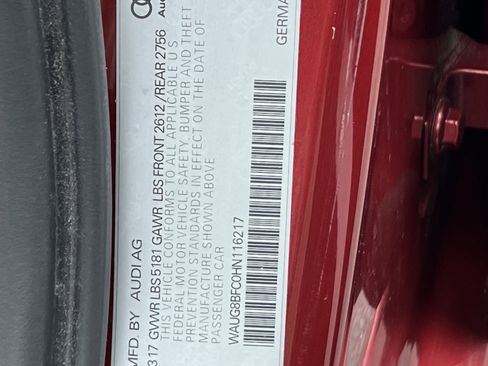 Au
GERMA
MFD. BY AUDI AG
317 GVWR LBS 5181 GAWR LBS FRONT 2612/REAR 2756
THIS VEHICLE CONFORMS TO ALL APPLICABLE U S
FEDERAL MOTOR VEHICLE SAFETY, BUMPER AND THEFT
PREVENTION STANDARDS IN EFFECT ON THE DATE OF
MANUFACTURE SHOWN ABOVE
PASSENGER CAR
WAUG8BFC0HN116217